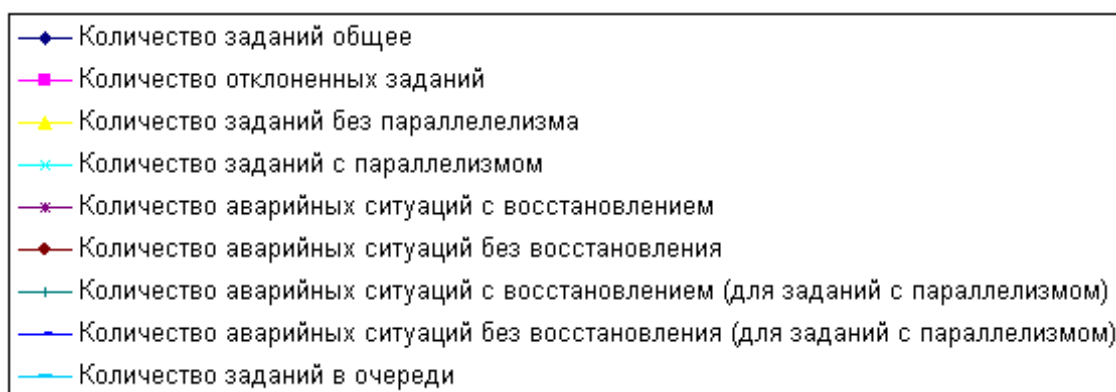 Количество заданий общее
Количество отклоненных заданий
Количество заданий без параллелелизма
Количество заданий с параллелизмом
Количество аварийных ситуаций с восстановлением
Количество аварийных ситуаций без восстановления
Количество аварийных ситуаций с восстановлением (для заданий с параллелизмом)
Количество аварийных ситуаций без восстановления (для заданий с параллелизмом)
Количество заданий в очереди